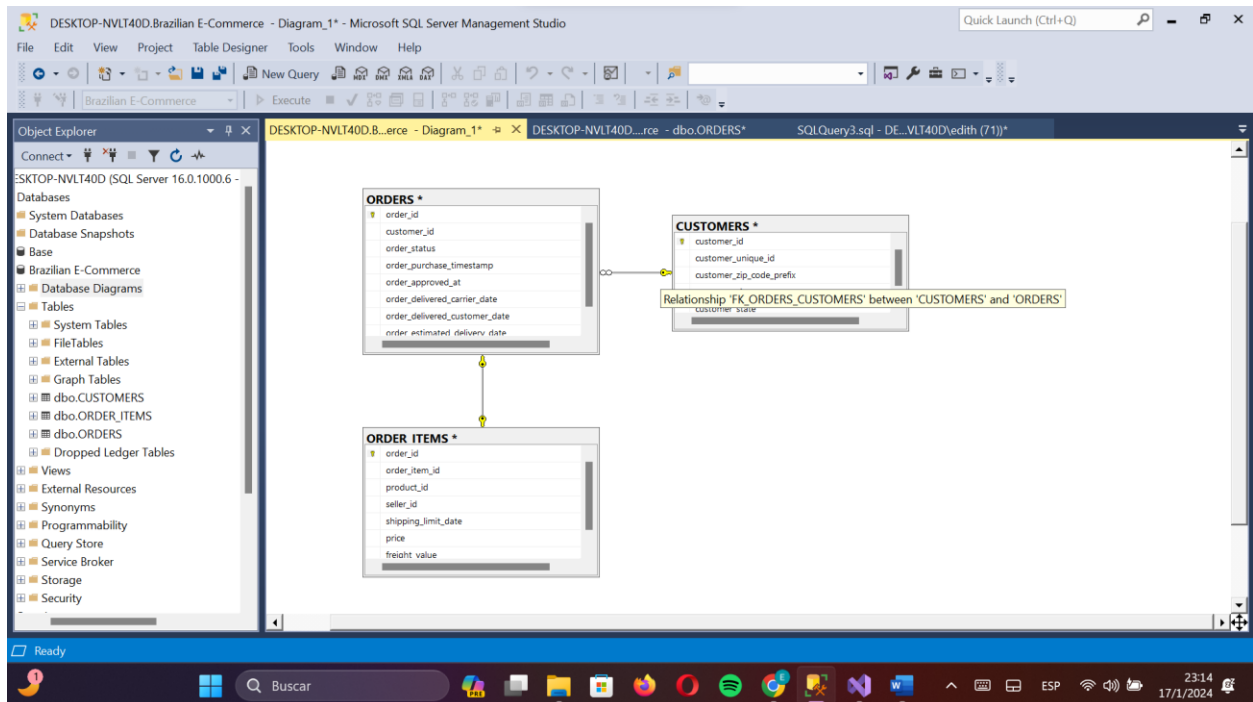 DESKTOP-NVLT40D.Brazilian E-Commerce - Diagram_1* - Microsoft SQL Server Management Studio
Quick Launch (Ctrl+Q)
File Edit View Project Table Designer Tools Window Help
New Query MDX DMX XMLA DAX
Brazilian E-Commerce Execute
Object Explorer
DESKTOP-NVLT40D.B...erce - Diagram_1* DESKTOP-NVLT40D....rce - dbo.ORDERS* SQLQuery3.sql - DE...VLT40D\edith (71))*
Connect
ESKTOP-NVLT40D (SQL Server 16.0.1000.6 -
Databases
System Databases
Database Snapshots
Base
Brazilian E-Commerce
Database Diagrams
Tables
System Tables
FileTables
External Tables
Graph Tables
dbo.CUSTOMERS
dbo.ORDER_ITEMS
dbo.ORDERS
Dropped Ledger Tables
Views
External Resources
Synonyms
Programmability
Query Store
Service Broker
Storage
Security
ORDERS *
order_id
customer_id
order_status
order_purchase_timestamp
order_approved_at
order_delivered_carrier_date
order_delivered_customer_date
order_estimated_delivery_date
CUSTOMERS *
customer_id
customer_unique_id
customer_zip_code_prefix
Relationship 'FK_ORDERS_CUSTOMERS' between 'CUSTOMERS' and 'ORDERS'
customer_state
ORDER_ITEMS *
order_id
order_item_id
product_id
seller_id
shipping_limit_date
price
freight_value
Ready
1
Buscar
PRE
ESP
23:14
17/1/2024